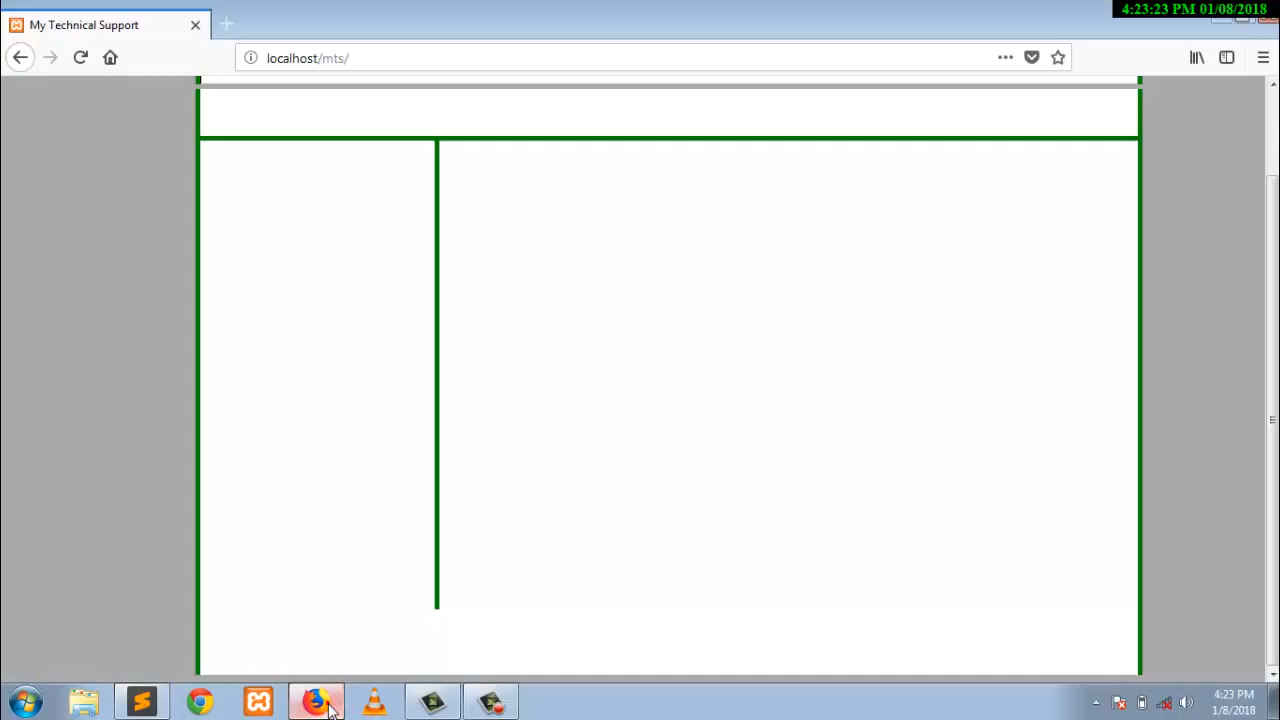 4:23:23 PM 01/08/2018
My Technical Support
localhost/mts/
4:23 PM
1/8/2018